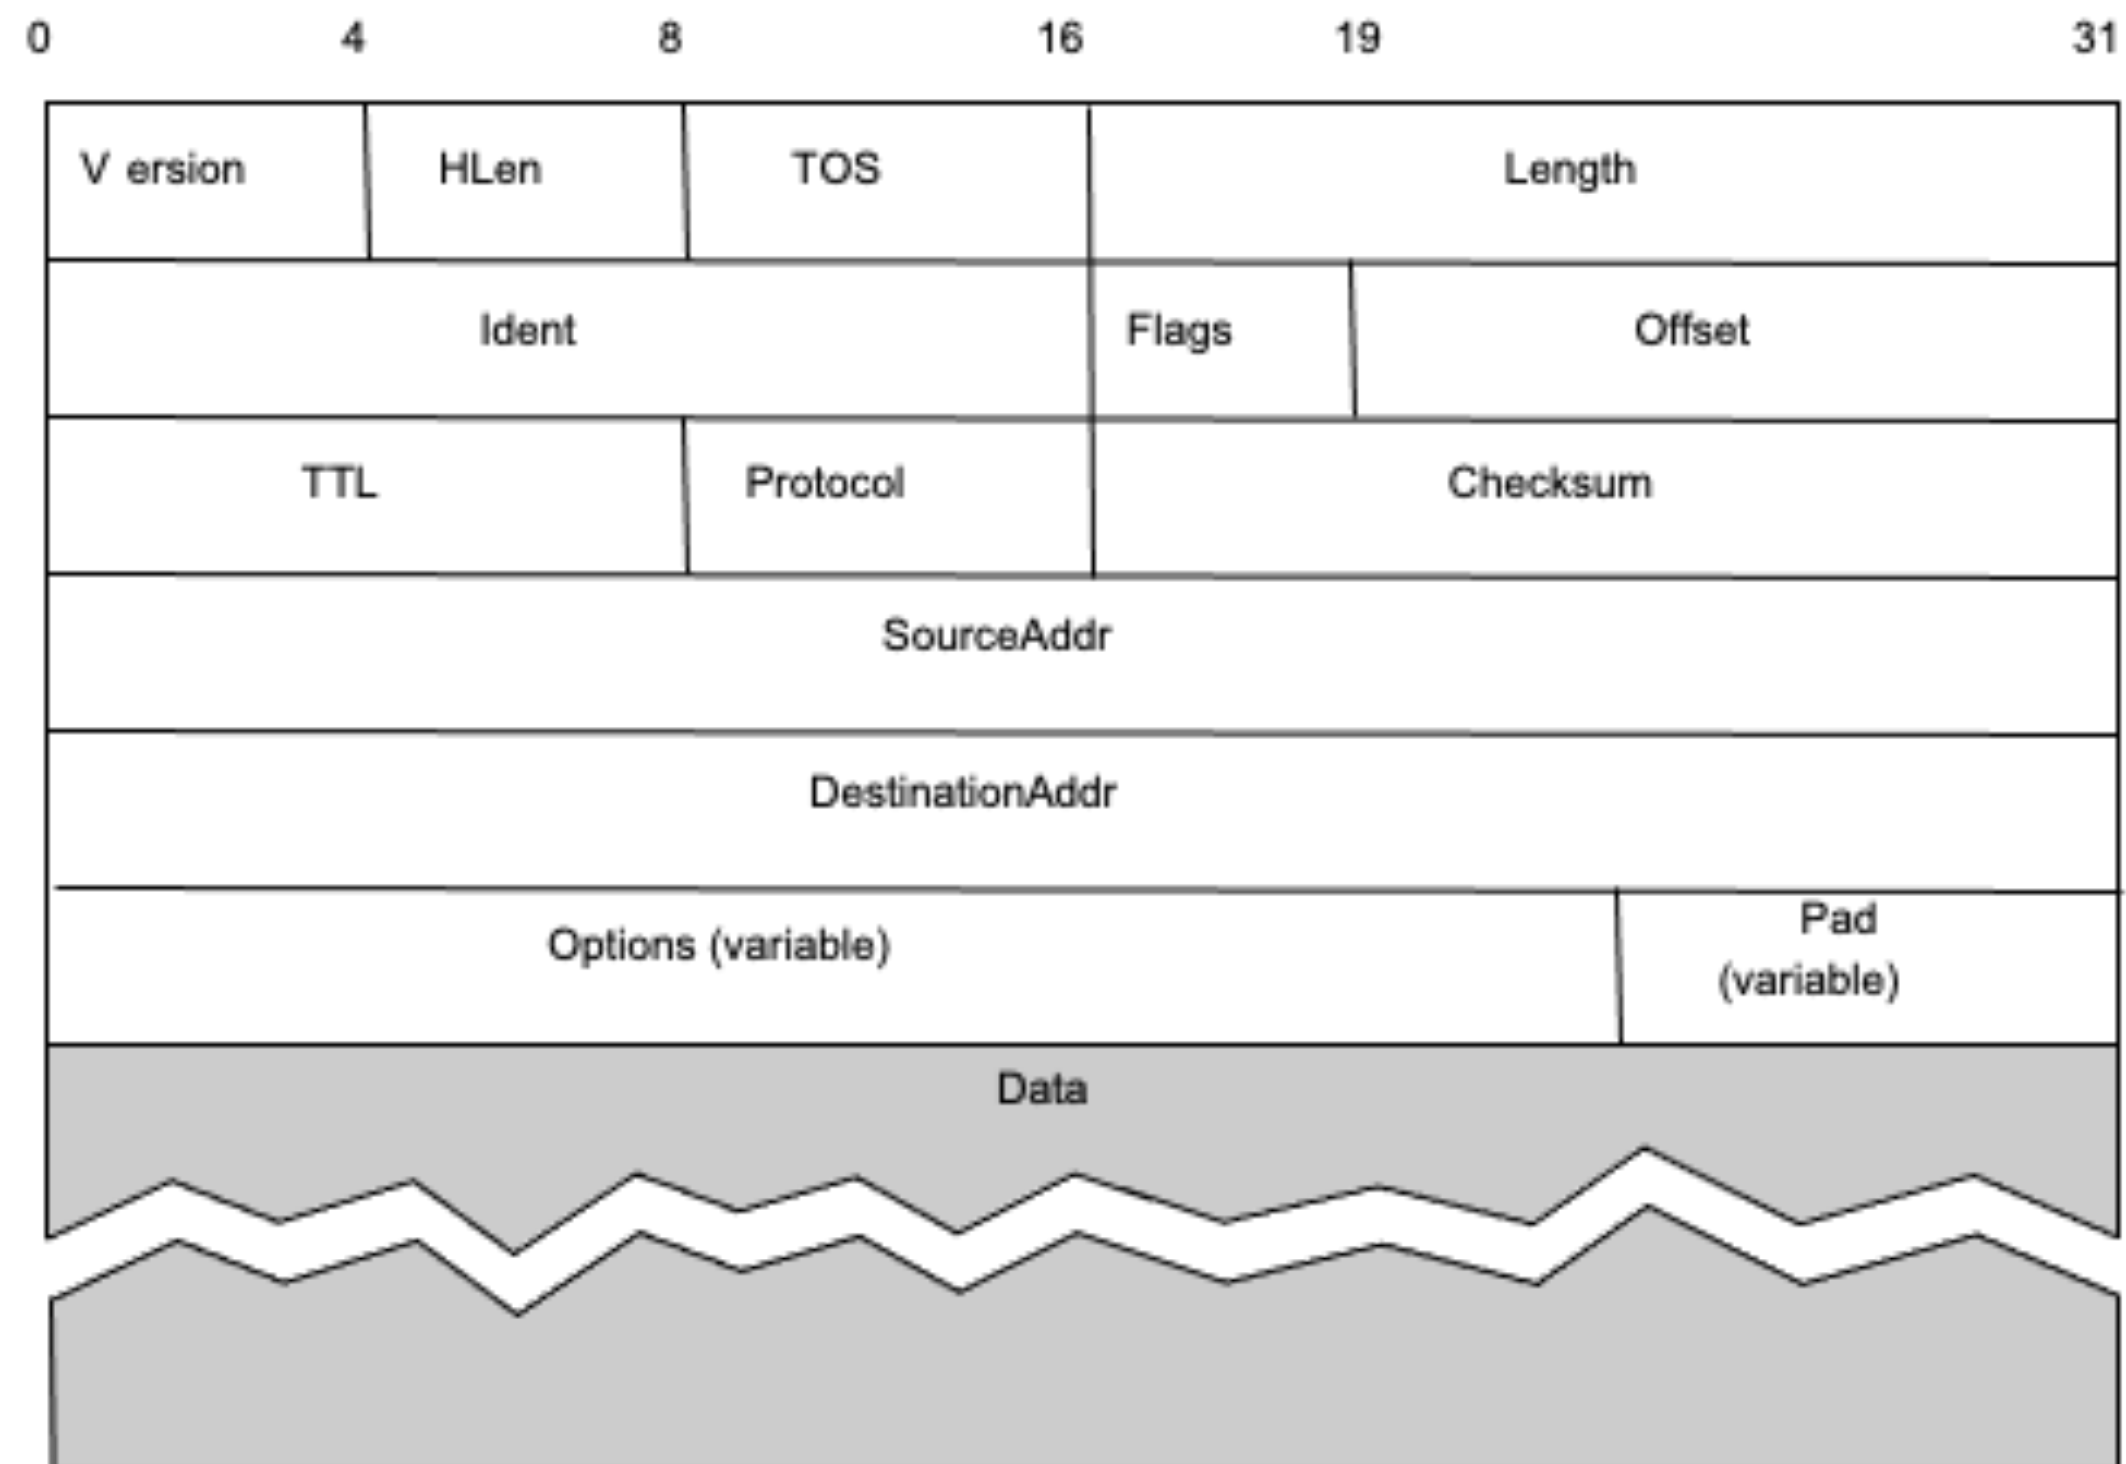 0 4 8 16 19 31
V ersion HLen TOS Length
Ident Flags Offset
TTL Protocol Checksum
SourceAddr
DestinationAddr
Options (variable) Pad
(variable)
Data